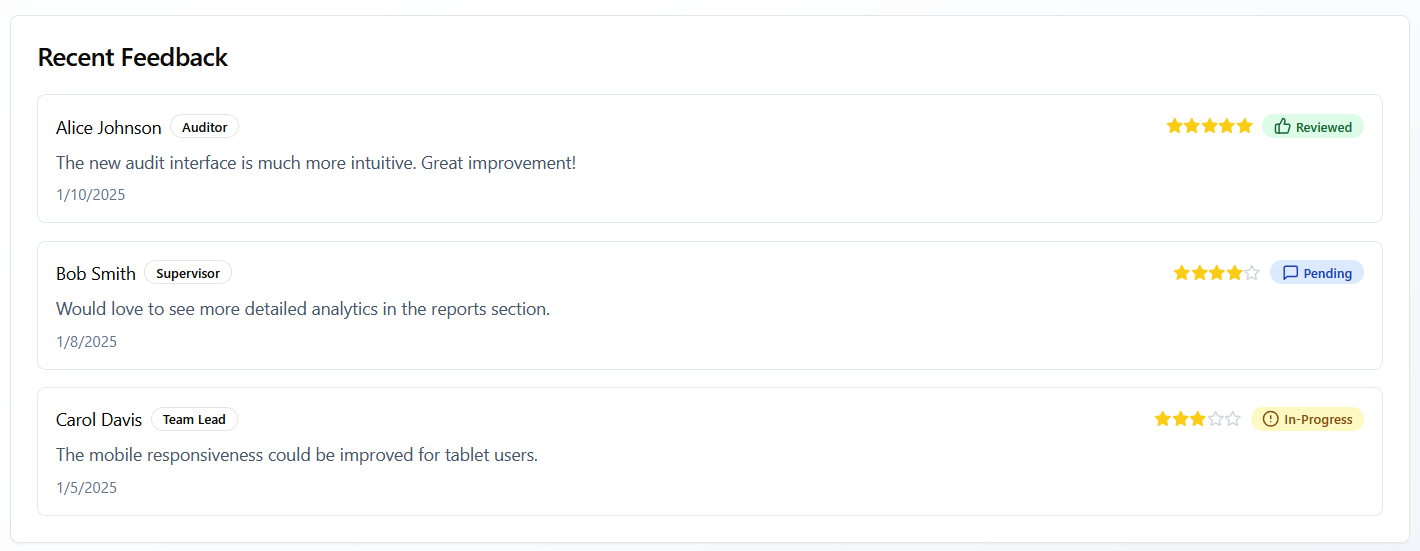 Recent Feedback
Alice Johnson Auditor Reviewed
The new audit interface is much more intuitive. Great improvement!
1/10/2025
Bob Smith Supervisor Pending
Would love to see more detailed analytics in the reports section.
1/8/2025
Carol Davis Team Lead In-Progress
The mobile responsiveness could be improved for tablet users.
1/5/2025